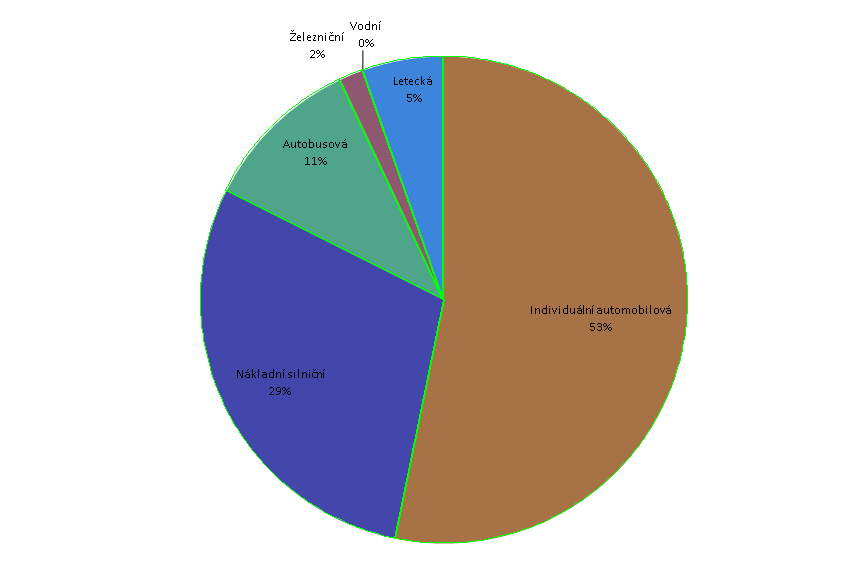 Vodní
0%
Železniční
2%
Letecká
5%
Autobusová
11%
Individuální automobilová
53%
Nákladní silniční
29%